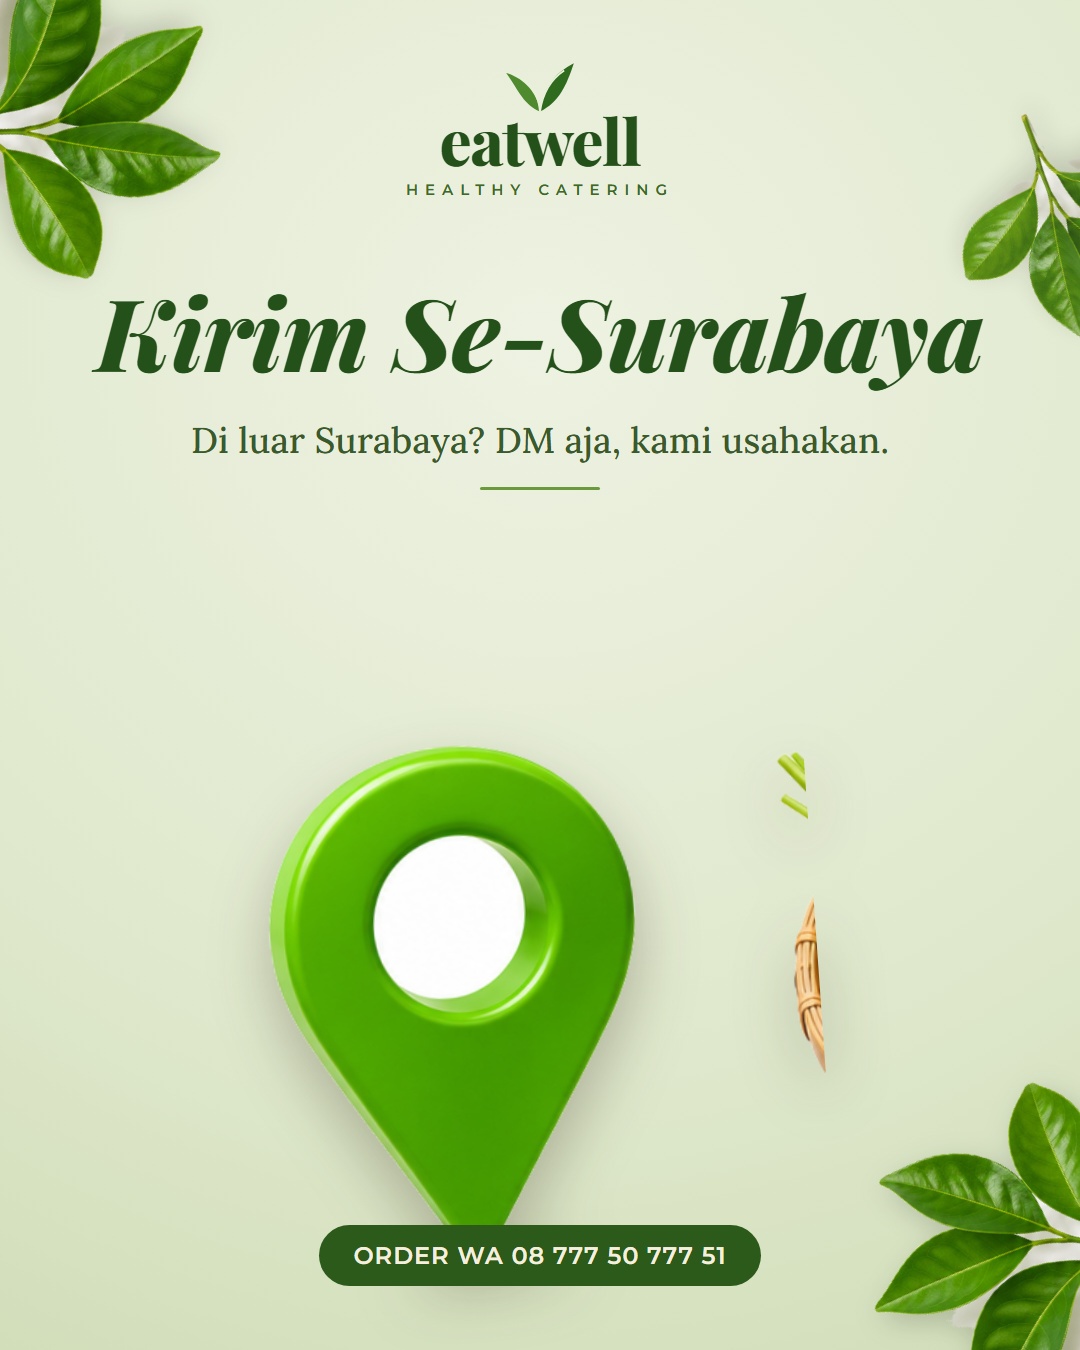 eatwell
HEALTHY CATERING
Kirim Se-Surabaya
Di luar Surabaya? DM aja, kami usahakan.
ORDER WA 08 777 50 777 51